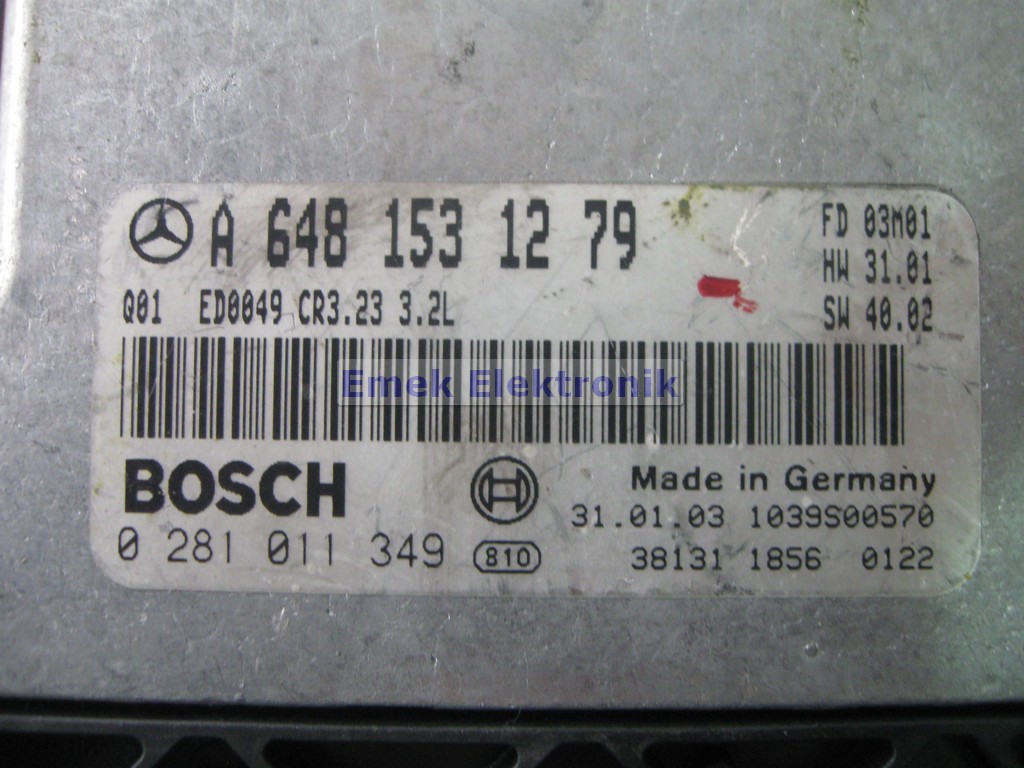 A 648 153 12 79
FD 03M01
HW 31.01
Q01 ED0049 CR3.23 3.2L
SW 40.02
Emek Elektronik
BOSCH
Made in Germany
31.01.03 1039S00570
0 281 011 349
810
38131 1856 0122